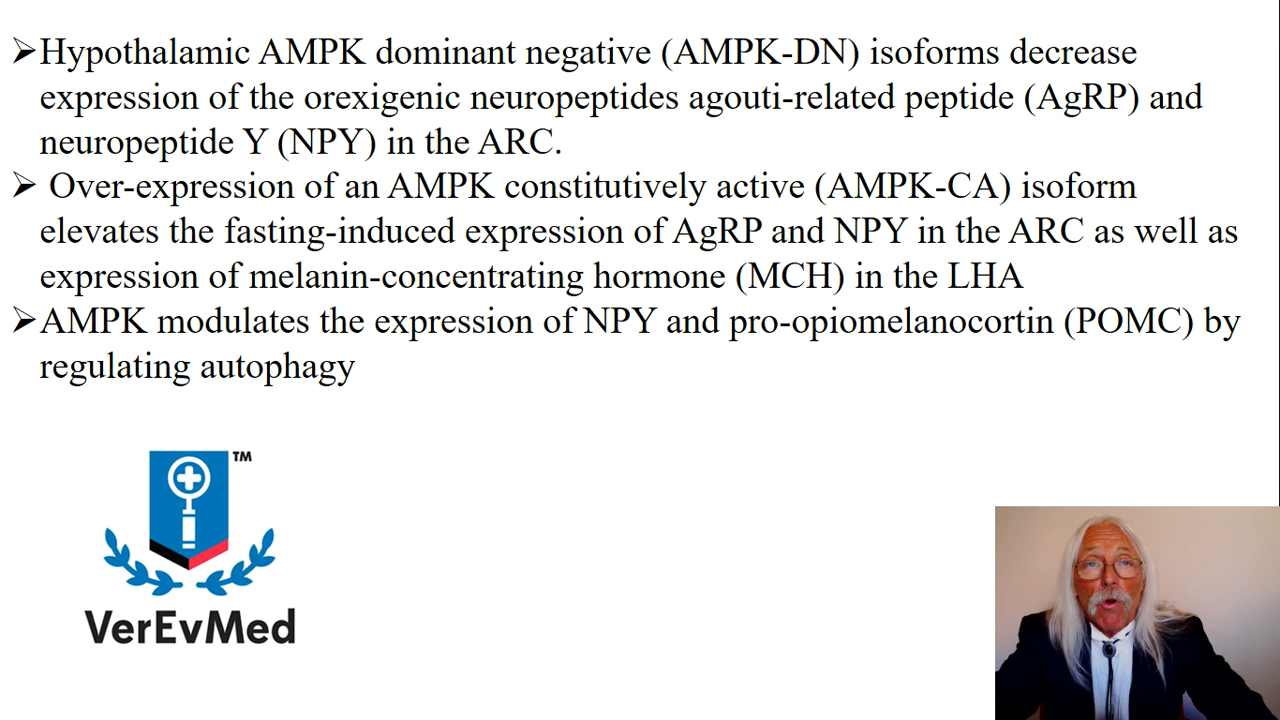 ➢Hypothalamic AMPK dominant negative (AMPK-DN) isoforms decrease
expression of the orexigenic neuropeptides agouti-related peptide (AgRP) and
neuropeptide Y (NPY) in the ARC.
➢ Over-expression of an AMPK constitutively active (AMPK-CA) isoform
elevates the fasting-induced expression of AgRP and NPY in the ARC as well as
expression of melanin-concentrating hormone (MCH) in the LHA
➢AMPK modulates the expression of NPY and pro-opiomelanocortin (POMC) by
regulating autophagy
TM
VerEvMed